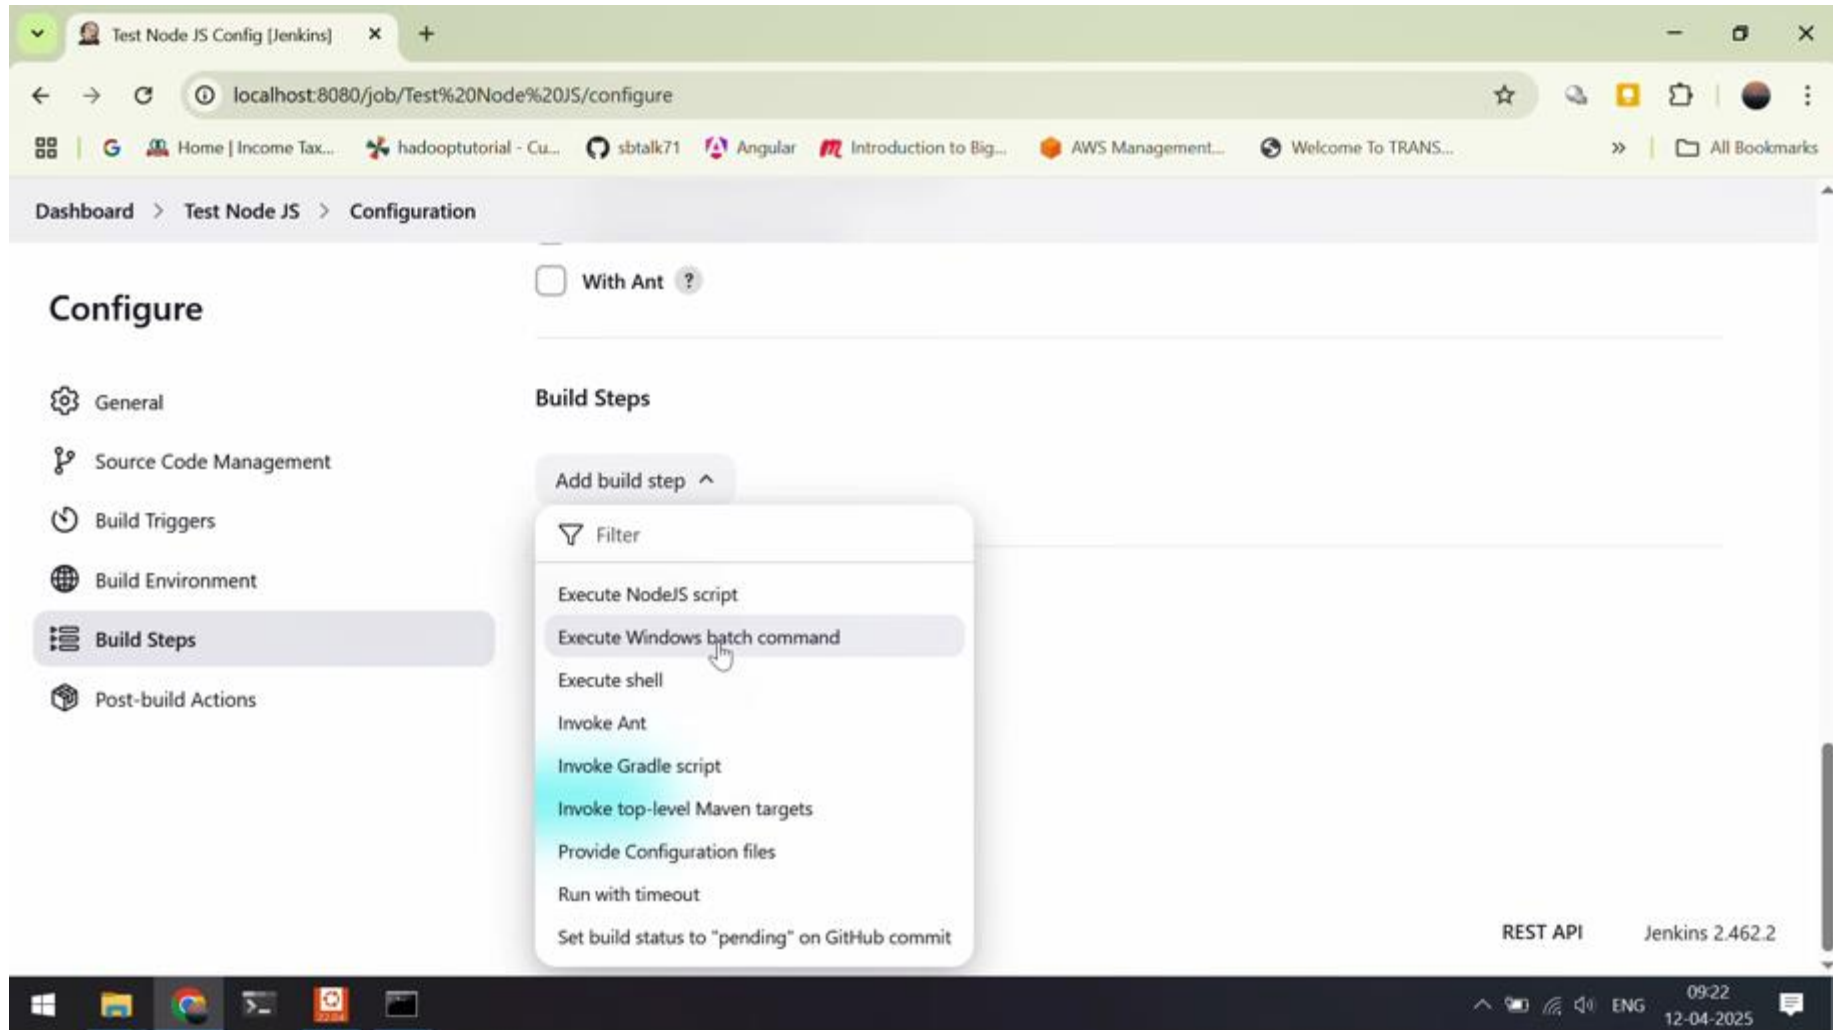 Test Node JS Config [Jenkins]
localhost:8080/job/Test%20Node%20JS/configure
Home | Income Tax... hadooptutorial - Cu... sbtalk71 Angular Introduction to Big... AWS Management... Welcome To TRANS... » All Bookmarks
Dashboard > Test Node JS > Configuration
With Ant ?
Configure
Build Steps
General
Source Code Management
Build Triggers
Build Environment
Build Steps
Post-build Actions
Add build step
Filter
Execute NodeJS script
Execute Windows batch command
Execute shell
Invoke Ant
Invoke Gradle script
Invoke top-level Maven targets
Provide Configuration files
Run with timeout
Set build status to "pending" on GitHub commit
REST API Jenkins 2.462.2
22.04
ENG
09:22
12-04-2025